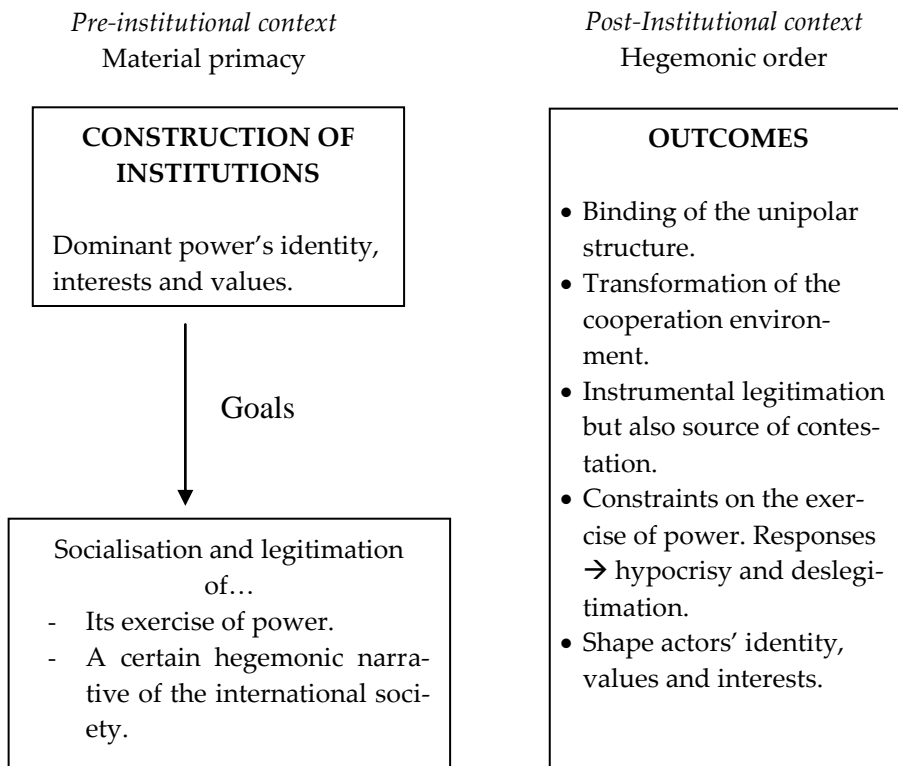 Pre-institutional context
Material primacy
CONSTRUCTION OF
INSTITUTIONS
Dominant power's identity,
interests and values.
Goals
Socialisation and legitimation
of…
- Its exercise of power.
- A certain hegemonic narra-
tive of the international soci-
ety.
Post-Institutional context
Hegemonic order
OUTCOMES
• Binding of the unipolar
structure.
• Transformation of the
cooperation environ-
ment.
• Instrumental legitimation
but also source of contes-
tation.
• Constraints on the exer-
cise of power. Responses
→ hypocrisy and deslegi-
timation.
• Shape actors' identity,
values and interests.